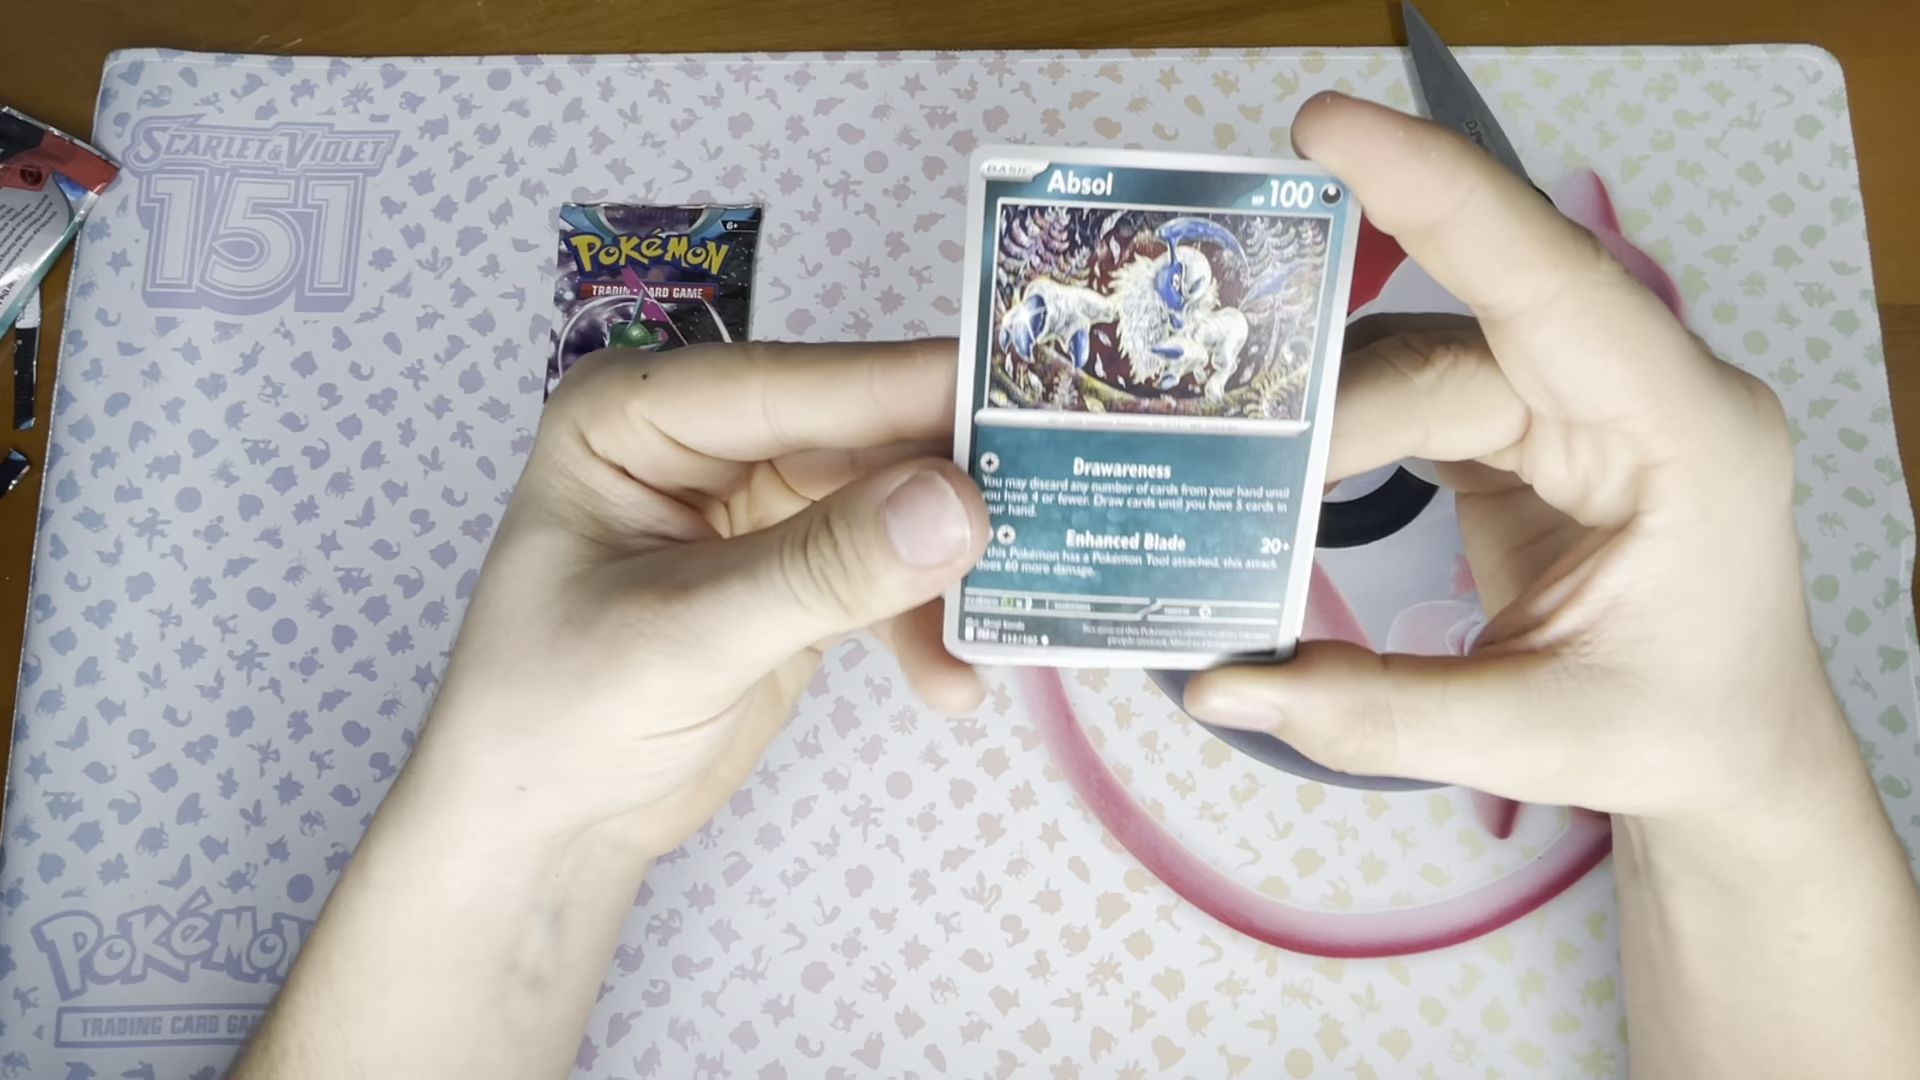 SCARLET & VIOLET
151
6+
POKÉMON
TRADING CARD GAME
BASIC
Absol
HP 100
Drawareness
You may discard any number of cards from your hand until
you have 4 or fewer. Draw cards until you have 5 cards in
your hand.
Enhanced Blade 20+
this Pokémon has a Pokémon Tool attached, this attack
does 60 more damage.
POKÉMON
TRADING CARD GA